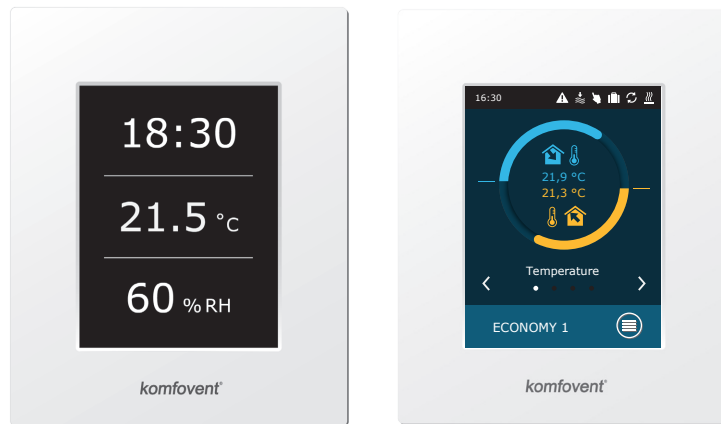 18:30
21.5 °C
60 % RH
komfovent®
16:30
21,9 °C
21,3 °C
Temperature
ECONOMY 1
komfovent®